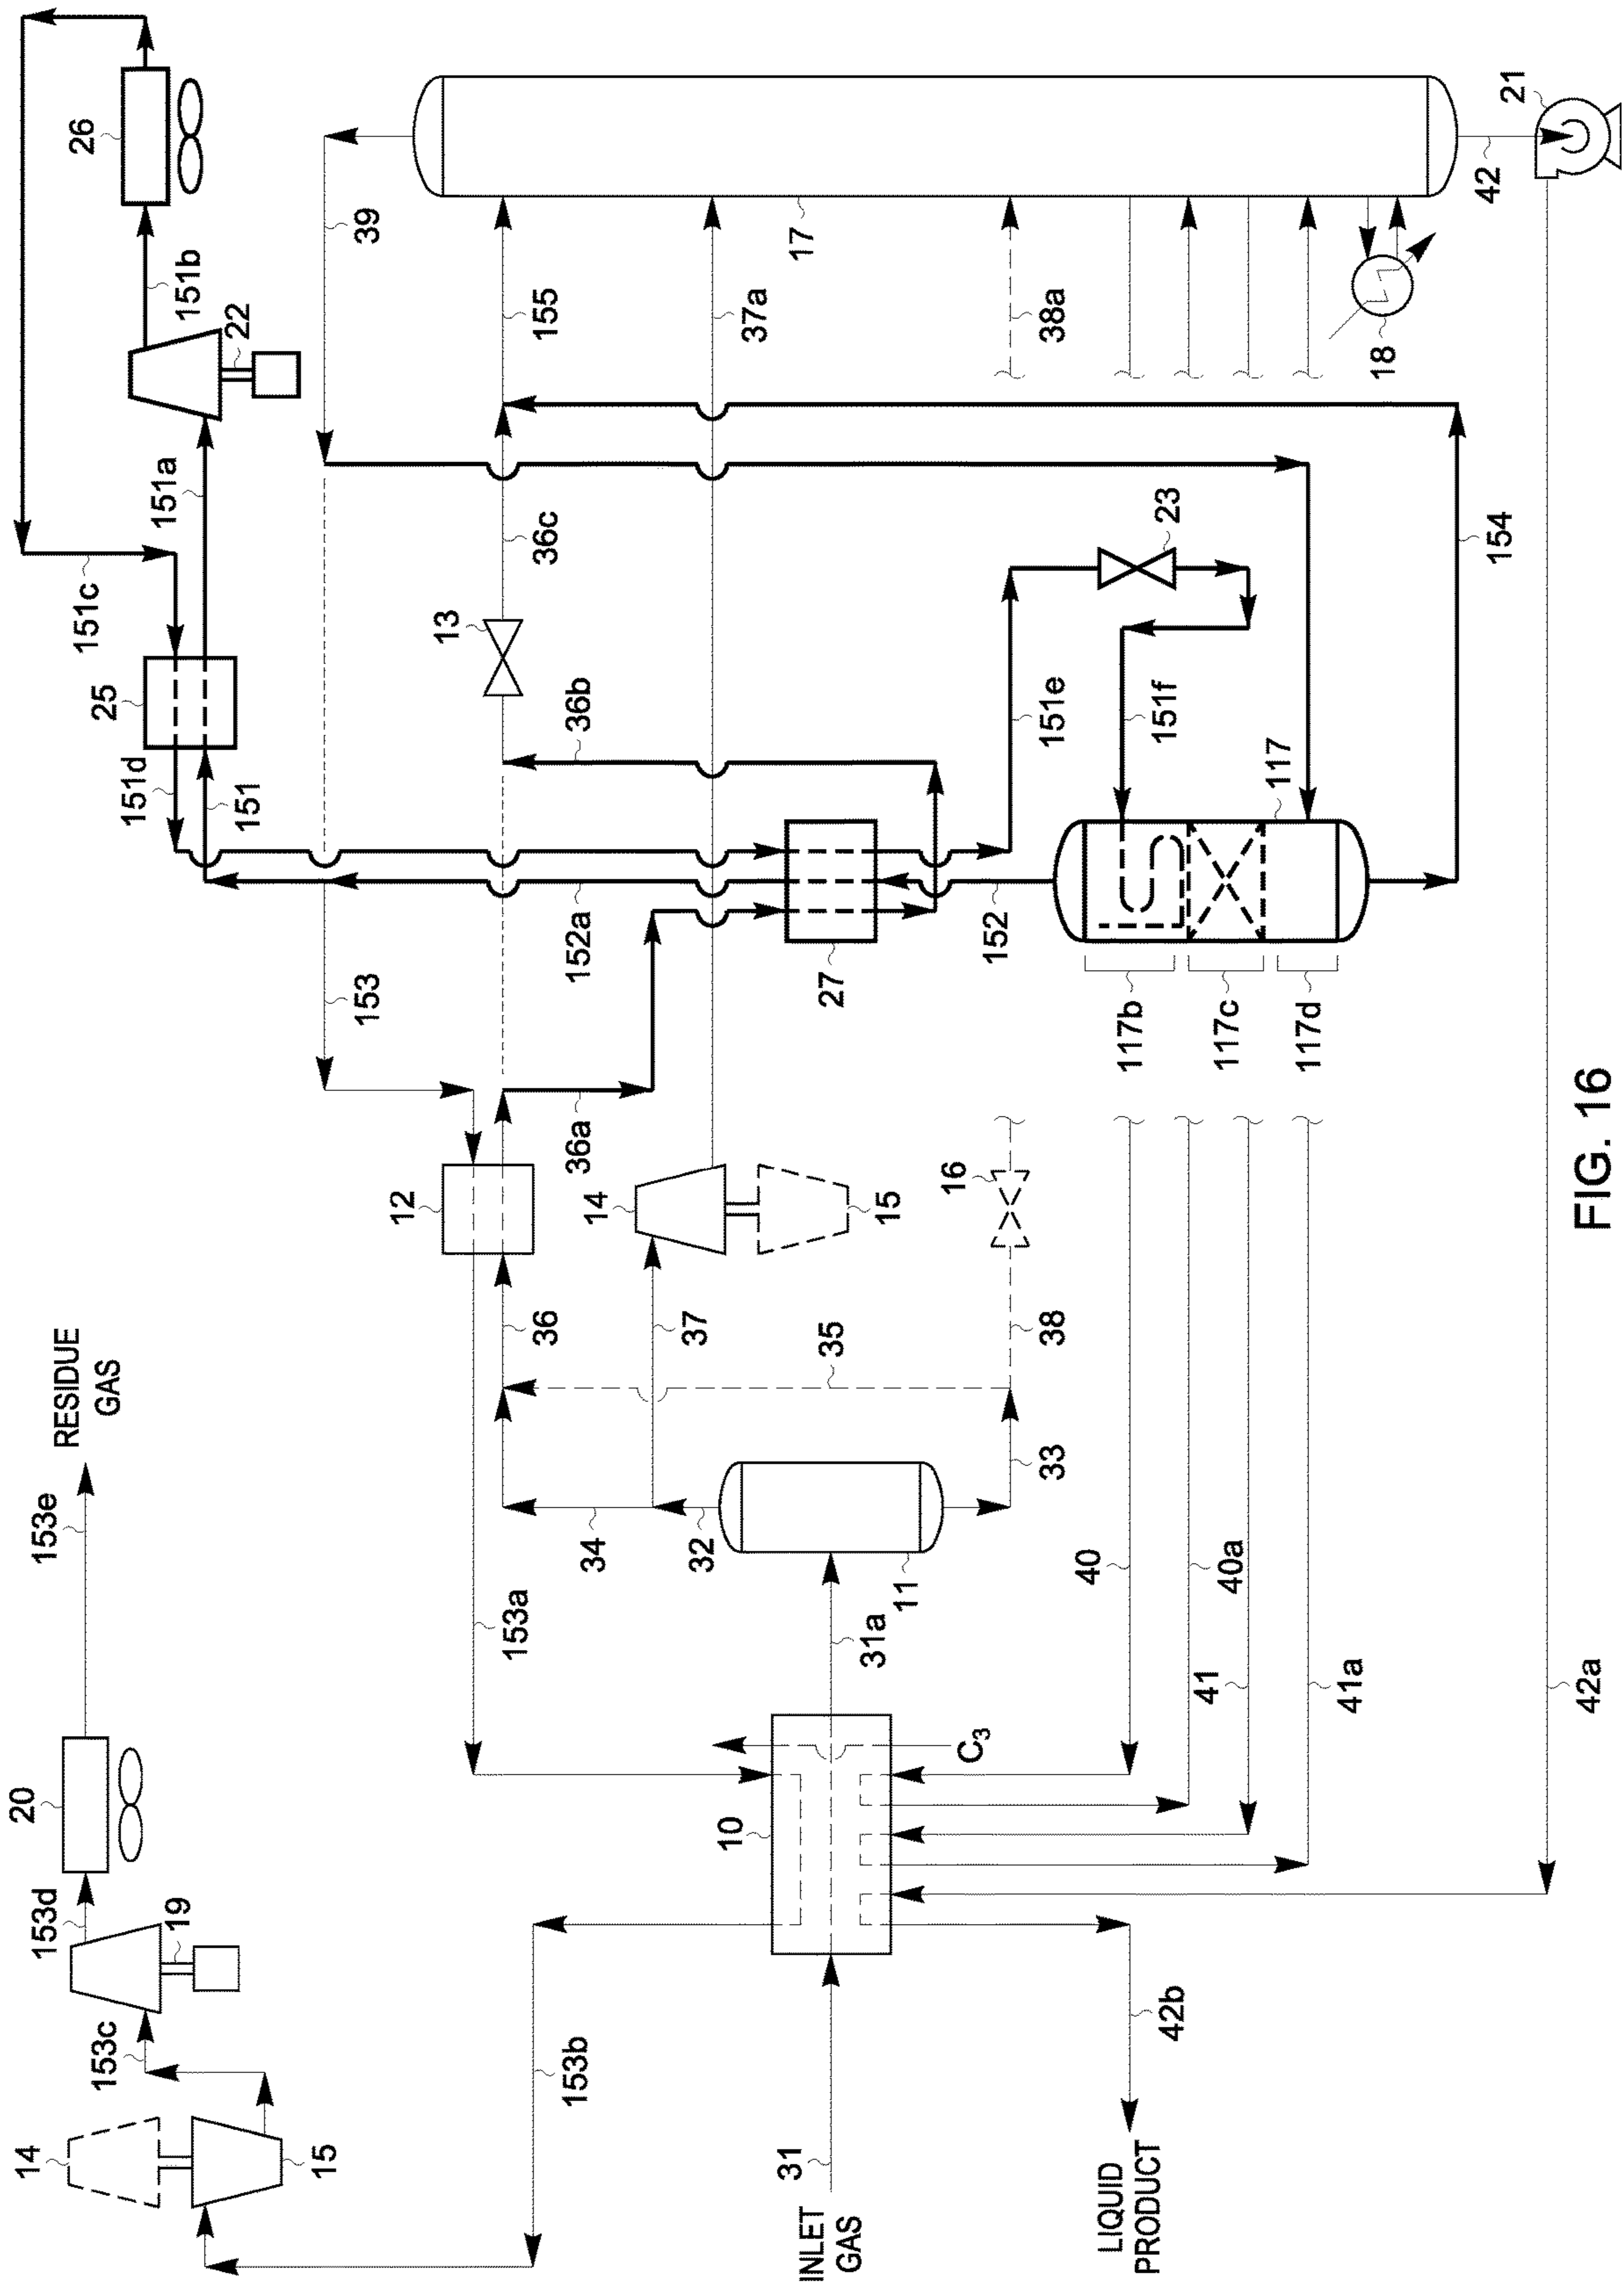 14
15
153c
153d
19
20
153e
RESIDUE
GAS
153b
INLET
GAS
31
10
C3
31a
11
32
33
34
35
36
37
38
153a
12
36a
14
15
16
153
152a
27
152
117b
117c
117d
117
151
151d
25
151c
151a
36b
13
36c
151e
151f
23
154
22
151b
26
39
155
37a
38a
17
18
42
21
40
40a
41
41a
42a
42b
LIQUID
PRODUCT
FIG. 16